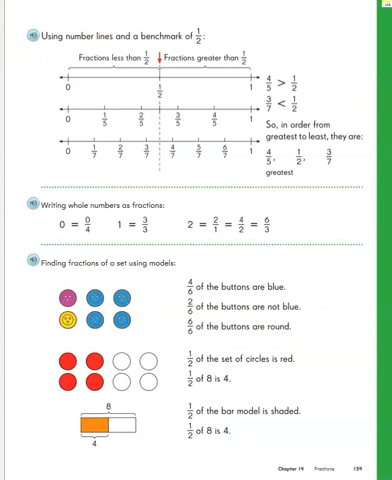 Using number lines and a benchmark of 1/2:
Fractions less than 1/2 Fractions greater than 1/2
0 1/2 1
4/5 > 1/2
0 1/5 2/5 3/5 4/5 1
3/7 < 1/2
0 1/7 2/7 3/7 4/7 5/7 6/7 1
So, in order from
greatest to least, they are:
4/5, 1/2, 3/7
greatest
Writing whole numbers as fractions:
0 = 0/4 1 = 3/3 2 = 2/1 = 4/2 = 6/3
Finding fractions of a set using models:
4/6 of the buttons are blue.
2/6 of the buttons are not blue.
6/6 of the buttons are round.
1/2 of the set of circles is red.
1/2 of 8 is 4.
8
4
1/2 of the bar model is shaded.
1/2 of 8 is 4.
Chapter 14 Fractions 139